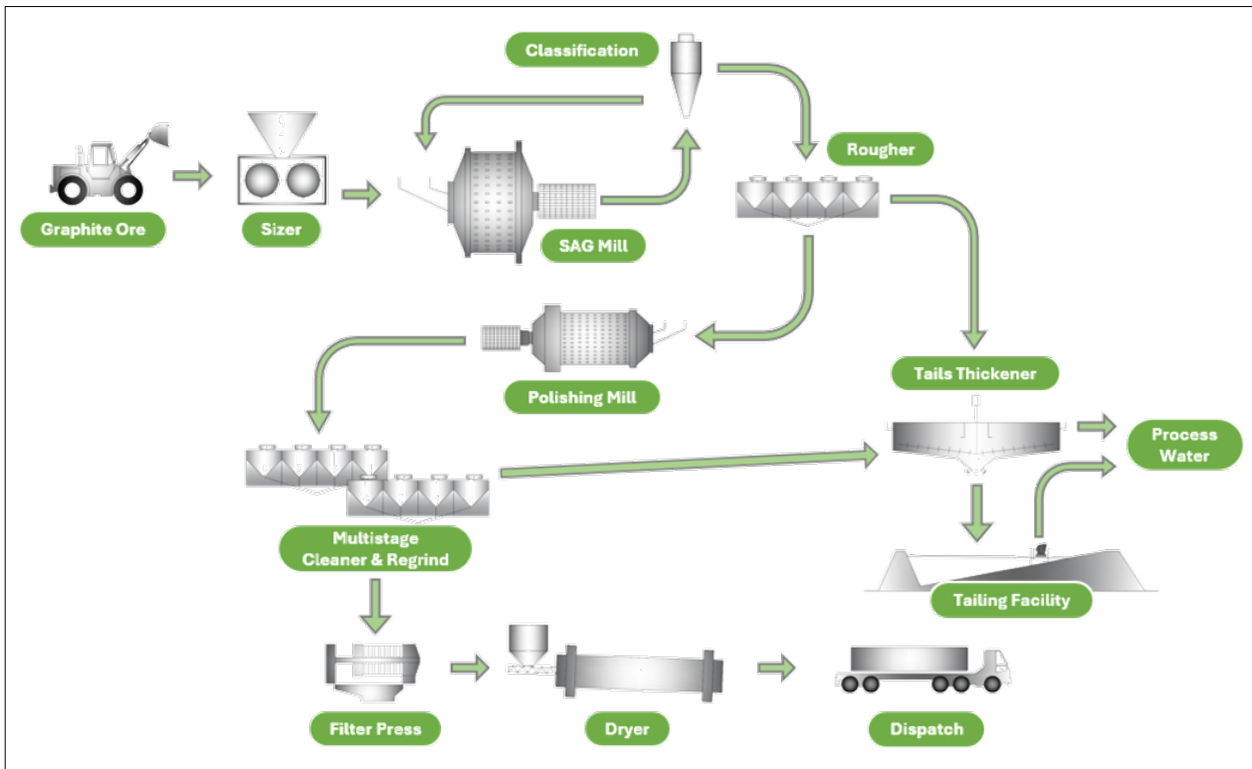 Classification
Rougher
Graphite Ore
Sizer
SAG Mill
Polishing Mill
Tails Thickener
Process
Water
Multistage
Cleaner & Regrind
Tailing Facility
Filter Press
Dryer
Dispatch